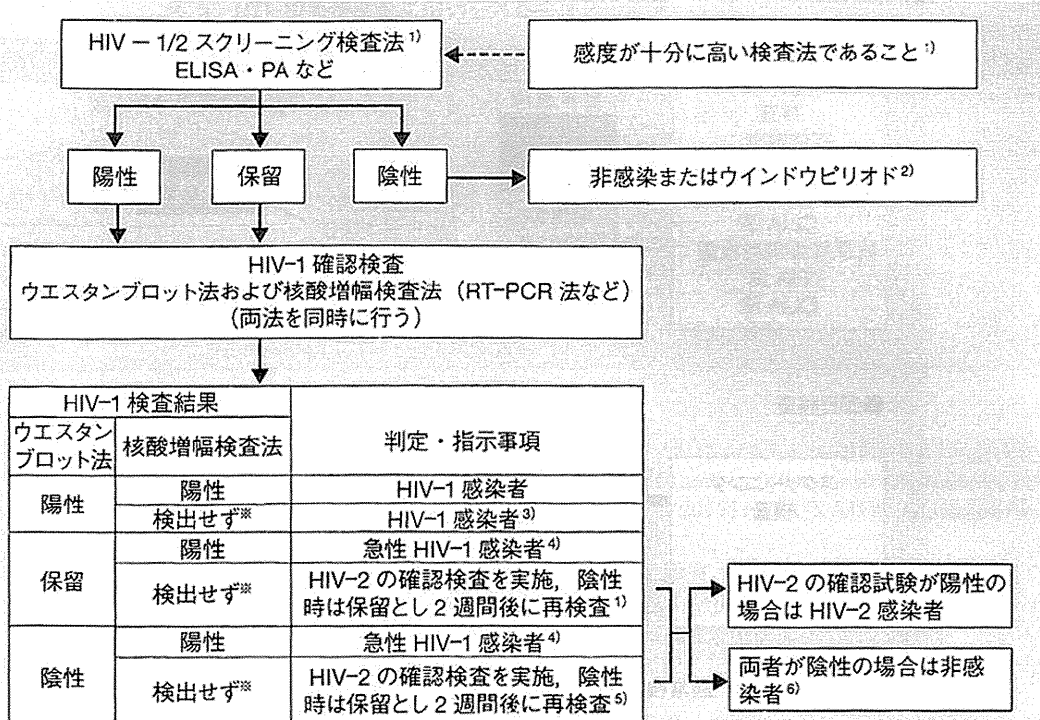 HIV－1/2 スクリーニング検査法1)
ELISA・PA など
感度が十分に高い検査法であること1)
陽性
保留
陰性
非感染またはウインドウピリオド2)
HIV-1 確認検査
ウエスタンブロット法および核酸増幅検査法（RT-PCR 法など）
（両法を同時に行う）
HIV-1 検査結果
ウエスタン
ブロット法
核酸増幅検査法
判定・指示事項
陽性
陽性
HIV-1 感染者
検出せず※
HIV-1 感染者3)
保留
陽性
急性 HIV-1 感染者4)
検出せず※
HIV-2 の確認検査を実施，陰性
時は保留とし 2 週間後に再検査1)
陰性
陽性
急性 HIV-1 感染者4)
検出せず※
HIV-2 の確認検査を実施，陰性
時は保留とし 2 週間後に再検査5)
HIV-2 の確認試験が陽性の
場合は HIV-2 感染者
両者が陰性の場合は非感
染者6)